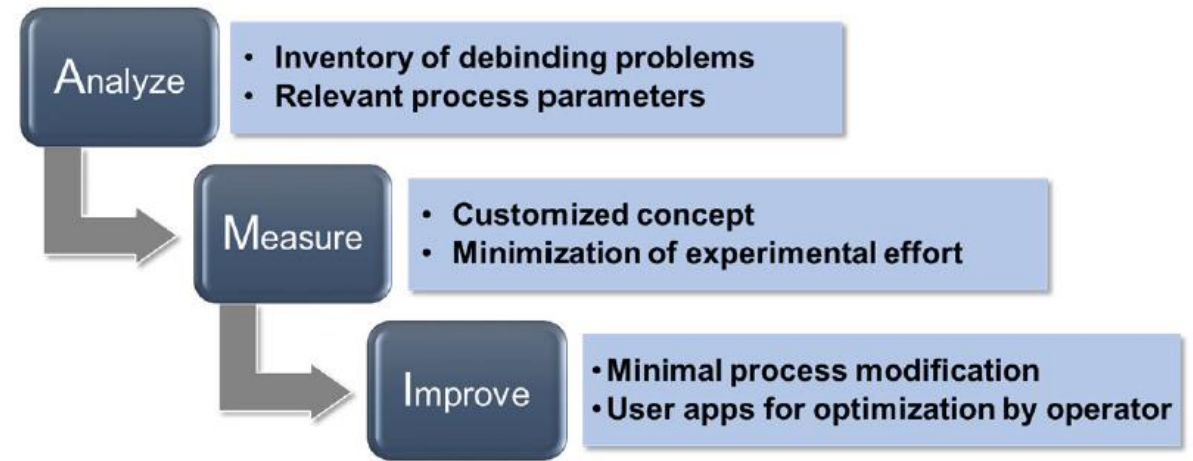 Analyze
• Inventory of debinding problems
• Relevant process parameters
Measure
• Customized concept
• Minimization of experimental effort
Improve
• Minimal process modification
• User apps for optimization by operator